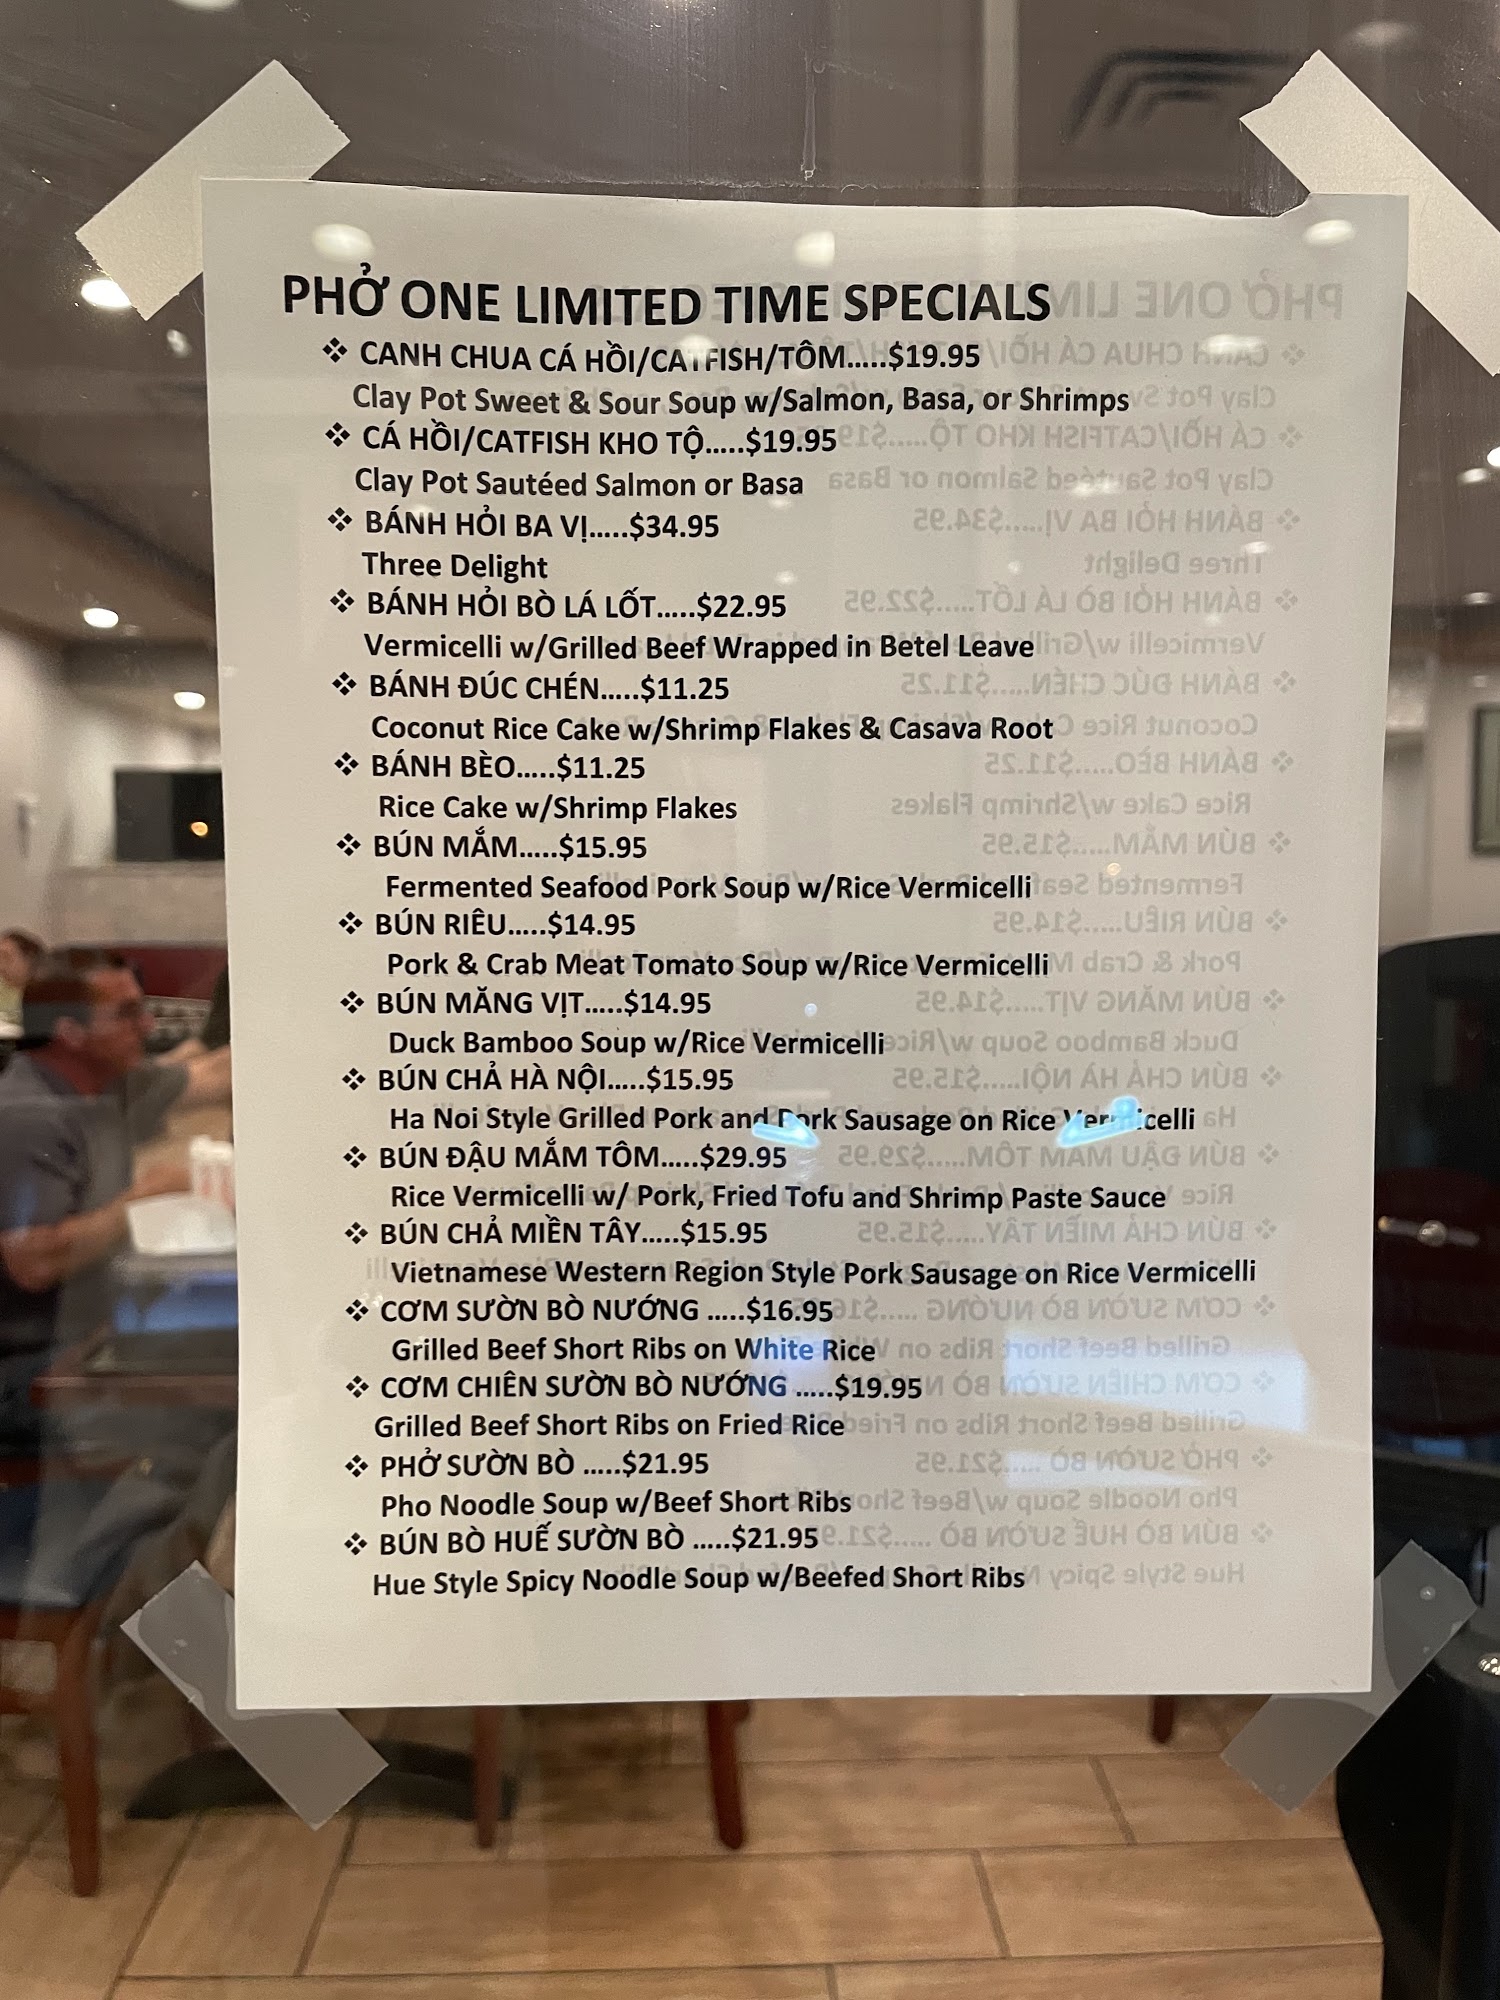 PHỞ ONE LIMITED TIME SPECIALS
❖ CANH CHUA CÁ HỒI/CATFISH/TÔM.....$19.95
Clay Pot Sweet & Sour Soup w/Salmon, Basa, or Shrimps
❖ CÁ HỒI/CATFISH KHO TỘ.....$19.95
Clay Pot Sautéed Salmon or Basa
❖ BÁNH HỎI BA VỊ.....$34.95
Three Delight
❖ BÁNH HỎI BÒ LÁ LỐT.....$22.95
Vermicelli w/Grilled Beef Wrapped in Betel Leave
❖ BÁNH ĐÚC CHÉN.....$11.25
Coconut Rice Cake w/Shrimp Flakes & Casava Root
❖ BÁNH BÈO.....$11.25
Rice Cake w/Shrimp Flakes
❖ BÚN MẮM.....$15.95
Fermented Seafood Pork Soup w/Rice Vermicelli
❖ BÚN RIÊU.....$14.95
Pork & Crab Meat Tomato Soup w/Rice Vermicelli
❖ BÚN MĂNG VỊT.....$14.95
Duck Bamboo Soup w/Rice Vermicelli
❖ BÚN CHẢ HÀ NỘI.....$15.95
Ha Noi Style Grilled Pork and Pork Sausage on Rice Vermicelli
❖ BÚN ĐẬU MẮM TÔM.....$29.95
Rice Vermicelli w/ Pork, Fried Tofu and Shrimp Paste Sauce
❖ BÚN CHẢ MIỀN TÂY.....$15.95
Vietnamese Western Region Style Pork Sausage on Rice Vermicelli
❖ CƠM SƯỜN BÒ NƯỚNG .....$16.95
Grilled Beef Short Ribs on White Rice
❖ CƠM CHIÊN SƯỜN BÒ NƯỚNG .....$19.95
Grilled Beef Short Ribs on Fried Rice
❖ PHỞ SƯỜN BÒ .....$21.95
Pho Noodle Soup w/Beef Short Ribs
❖ BÚN BÒ HUẾ SƯỜN BÒ .....$21.95
Hue Style Spicy Noodle Soup w/Beefed Short Ribs